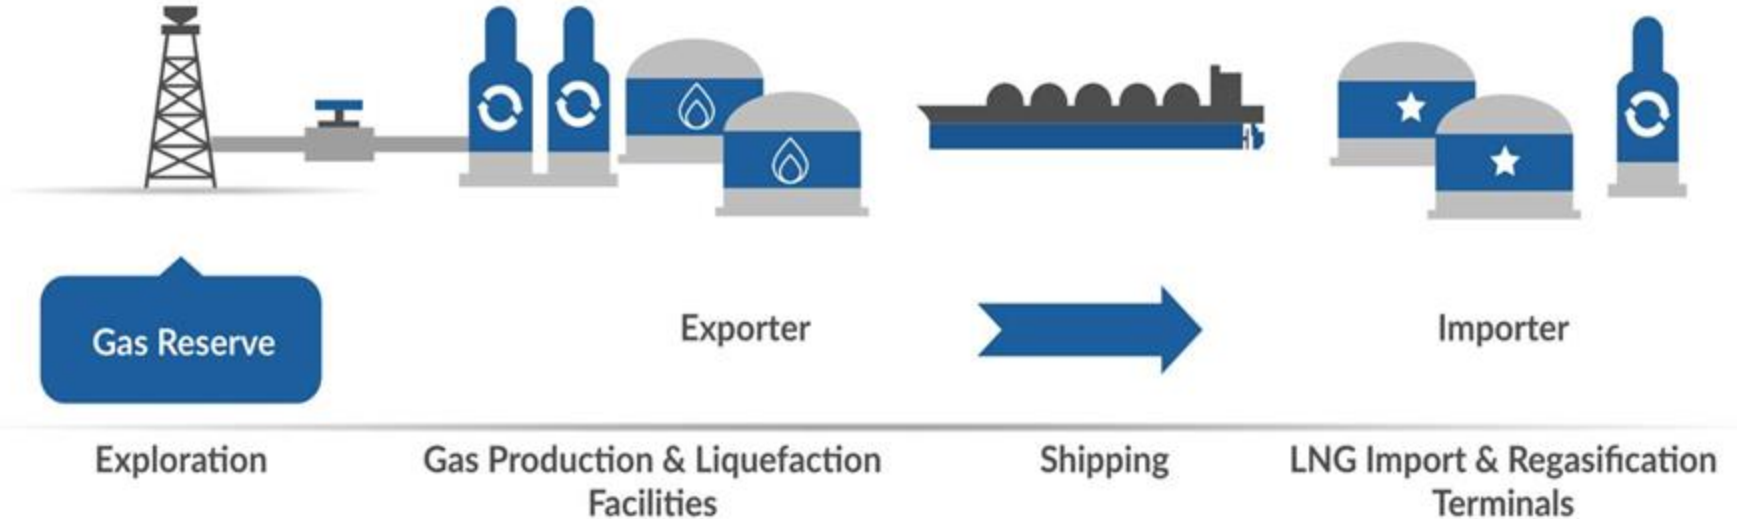 Gas Reserve
Exporter
Importer
Exploration
Gas Production & Liquefaction
Facilities
Shipping
LNG Import & Regasification
Terminals